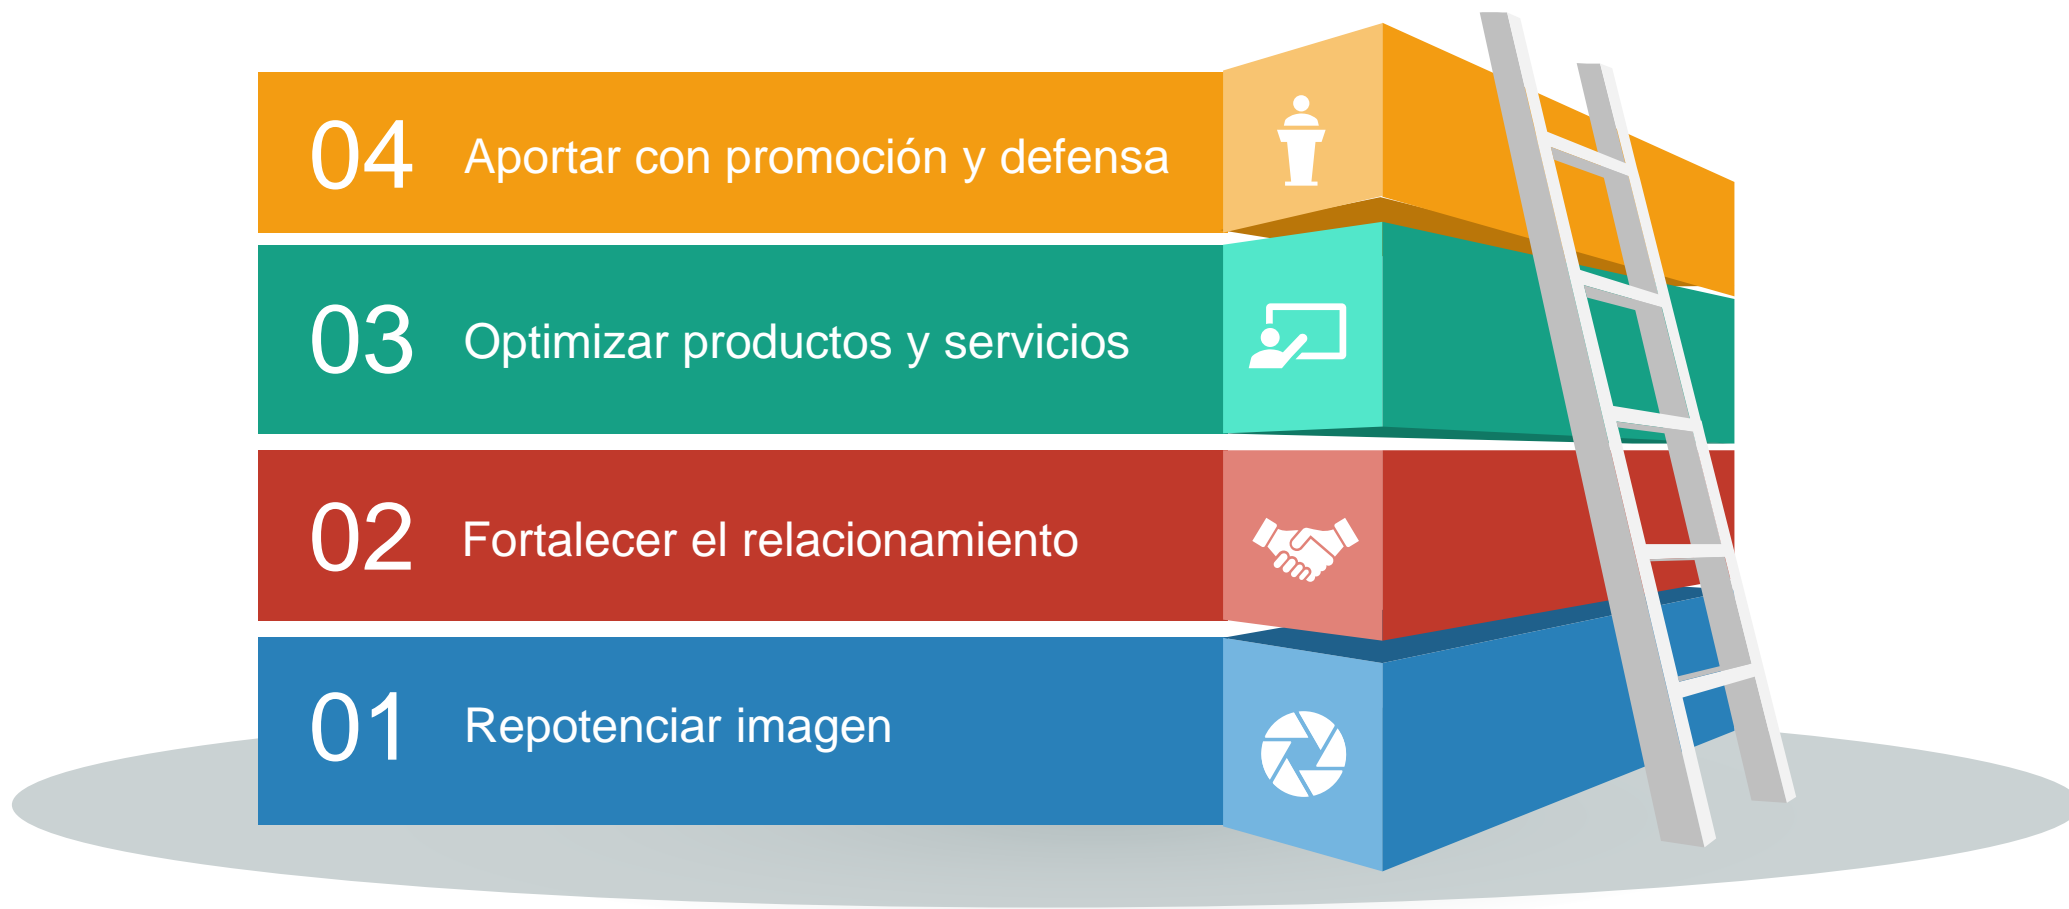 04 Aportar con promoción y defensa
03 Optimizar productos y servicios
02 Fortalecer el relacionamiento
01 Repotenciar imagen